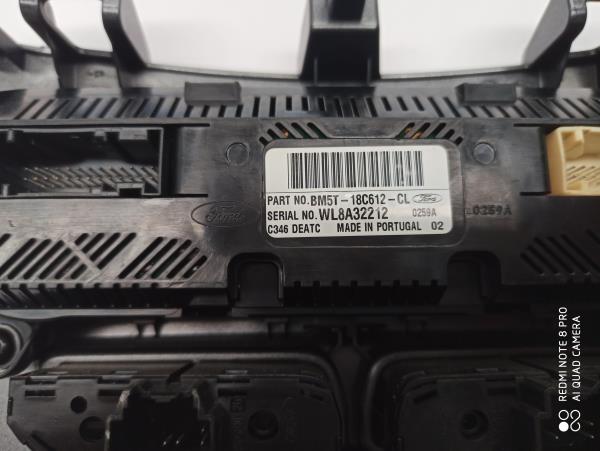 PART NO. BM5T-18C612-CL Ford
SERIAL NO. WL8A32212 0259A
C346 DEATC MADE IN PORTUGAL 02
0259A
REDMI NOTE 8 PRO
AI QUAD CAMERA